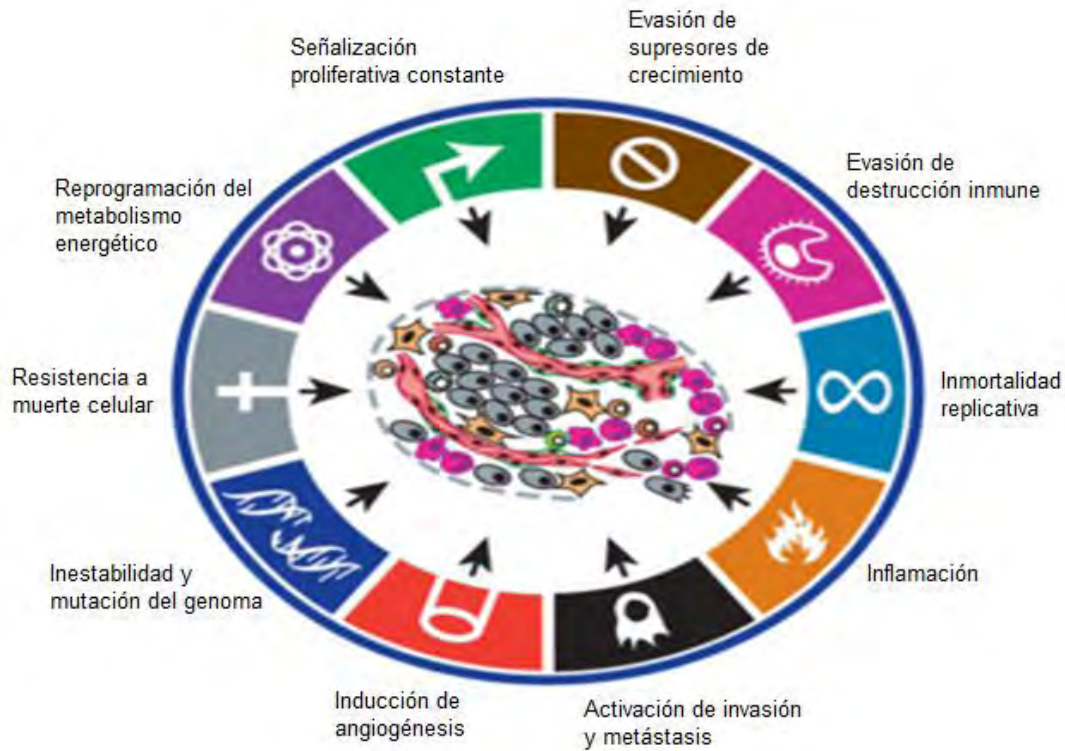 Señalización
proliferativa constante
Evasión de
supresores de
crecimiento
Evasión de
destrucción inmune
Reprogramación del
metabolismo
energético
Resistencia a
muerte celular
Inmortalidad
replicativa
Inestabilidad y
mutación del genoma
Inflamación
Inducción de
angiogénesis
Activación de invasión
y metástasis